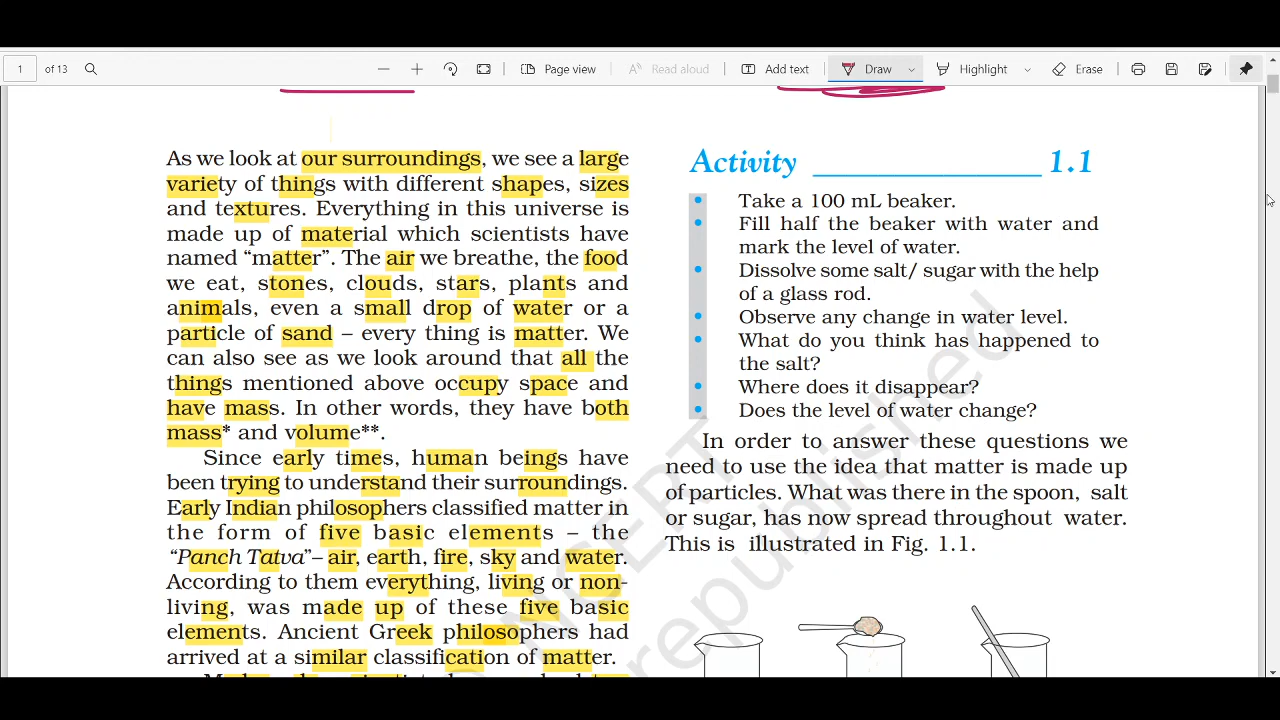 1 of 13 Page view Read aloud Add text Draw Highlight Erase
As we look at our surroundings, we see a large
variety of things with different shapes, sizes
and textures. Everything in this universe is
made up of material which scientists have
named “matter”. The air we breathe, the food
we eat, stones, clouds, stars, plants and
animals, even a small drop of water or a
particle of sand – every thing is matter. We
can also see as we look around that all the
things mentioned above occupy space and
have mass. In other words, they have both
mass* and volume**.
Since early times, human beings have
been trying to understand their surroundings.
Early Indian philosophers classified matter in
the form of five basic elements – the
“Panch Tatva”– air, earth, fire, sky and water.
According to them everything, living or non-
living, was made up of these five basic
elements. Ancient Greek philosophers had
arrived at a similar classification of matter.
Activity 1.1
• Take a 100 mL beaker.
• Fill half the beaker with water and
mark the level of water.
• Dissolve some salt/ sugar with the help
of a glass rod.
• Observe any change in water level.
• What do you think has happened to
the salt?
• Where does it disappear?
• Does the level of water change?
In order to answer these questions we
need to use the idea that matter is made up
of particles. What was there in the spoon, salt
or sugar, has now spread throughout water.
This is illustrated in Fig. 1.1.
NCERT
republished